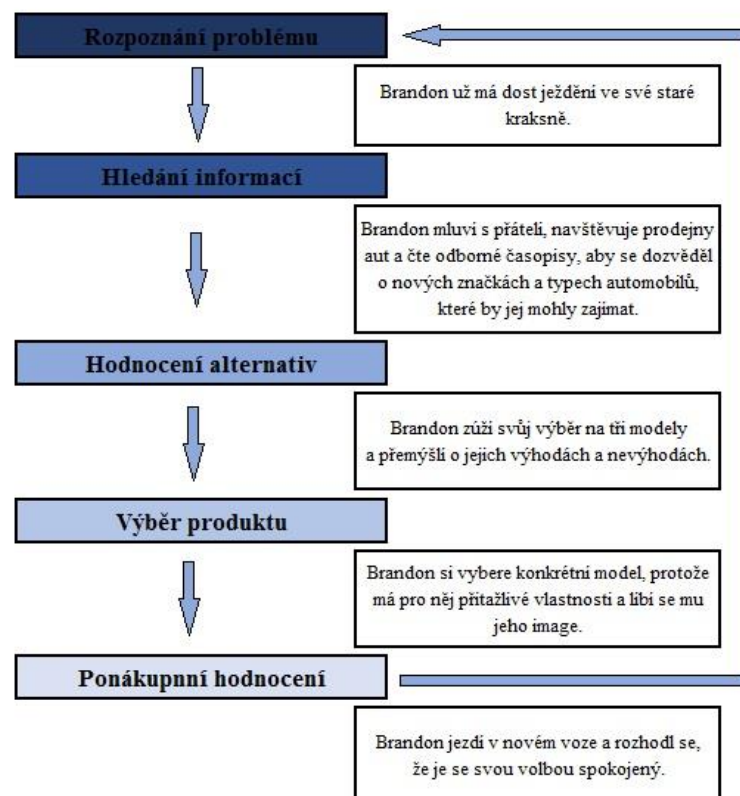 Rozpoznání problému
Brandon už má dost ježdění ve své staré
kraksně.
Hledání informací
Brandon mluví s přáteli, navštěvuje prodejny
aut a čte odborné časopisy, aby se dozvěděl
o nových značkách a typech automobilů,
které by jej mohly zajímat.
Hodnocení alternativ
Brandon zúží svůj výběr na tři modely
a přemýšlí o jejich výhodách a nevýhodách.
Výběr produktu
Brandon si vybere konkrétní model, protože
má pro něj přitažlivé vlastnosti a líbí se mu
jeho image.
Ponákupnní hodnocení
Brandon jezdí v novém voze a rozhodl se,
že je se svou volbou spokojený.